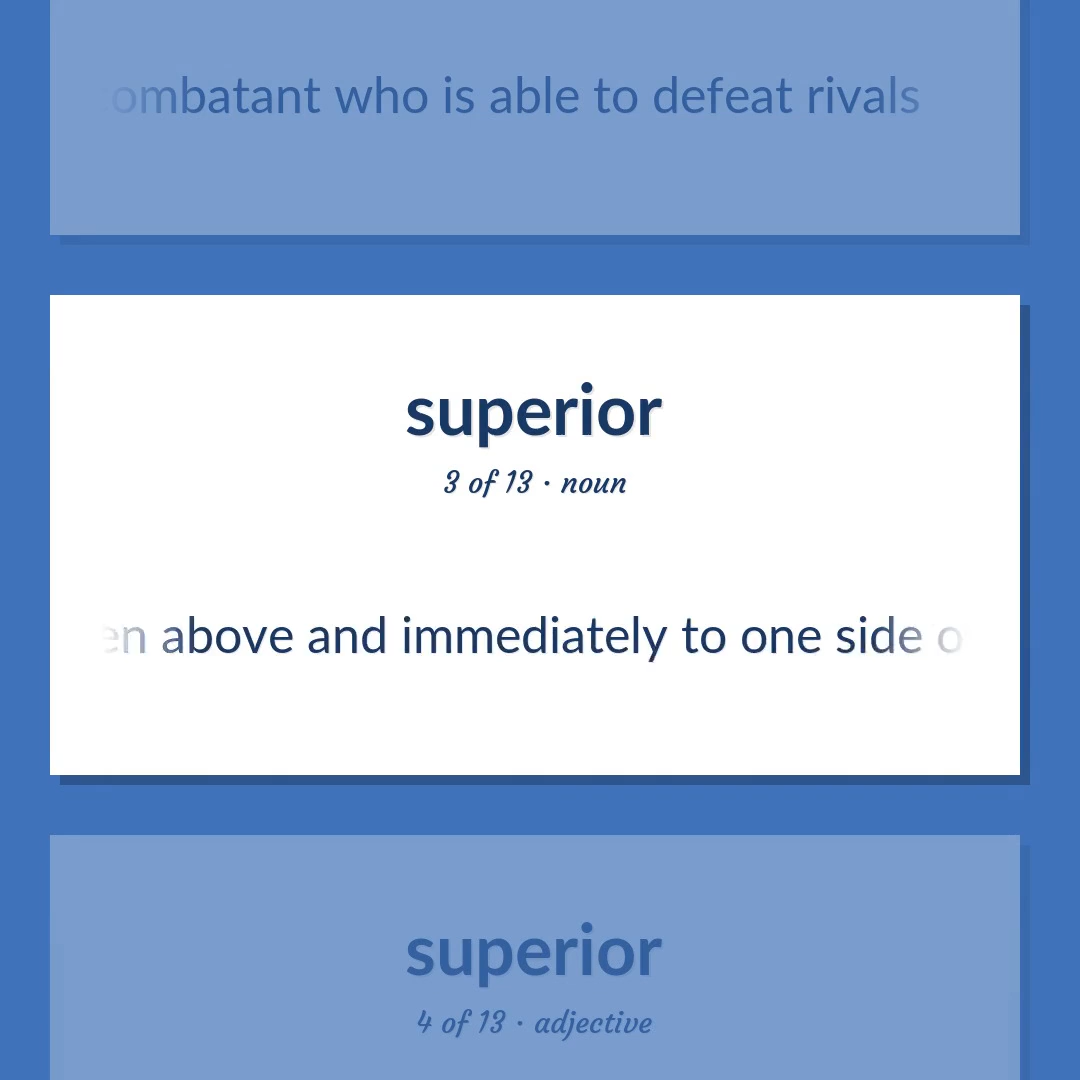 ombatant who is able to defeat rivals
superior
3 of 13 · noun
en above and immediately to one side o
superior
4 of 13 · adjective